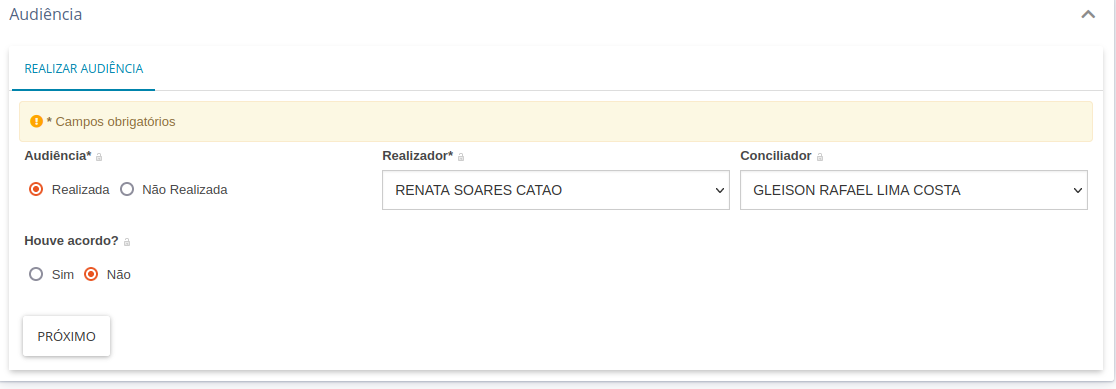 Audiência
REALIZAR AUDIÊNCIA
* Campos obrigatórios
Audiência* Realizador* Conciliador
Realizada Não Realizada RENATA SOARES CATAO GLEISON RAFAEL LIMA COSTA
Houve acordo?
Sim Não
PRÓXIMO